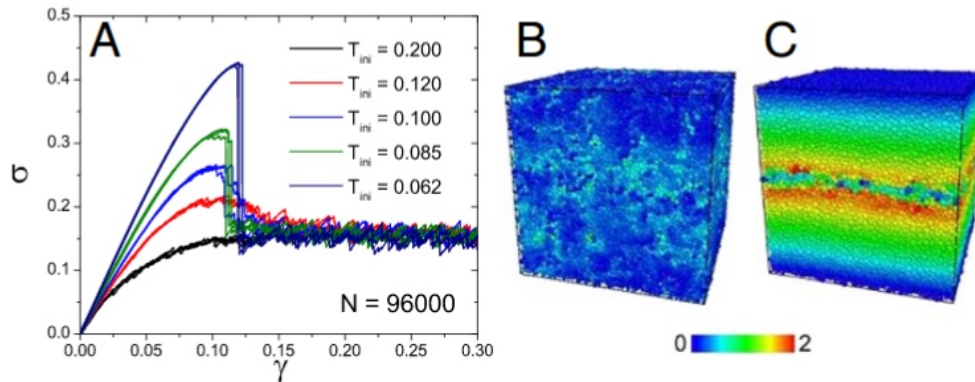 A
B
C
0.5
0.4
0.3
0.2
0.1
0.0
σ
T_ini = 0.200
T_ini = 0.120
T_ini = 0.100
T_ini = 0.085
T_ini = 0.062
N = 96000
0.00 0.05 0.10 0.15 0.20 0.25 0.30
γ
0 2